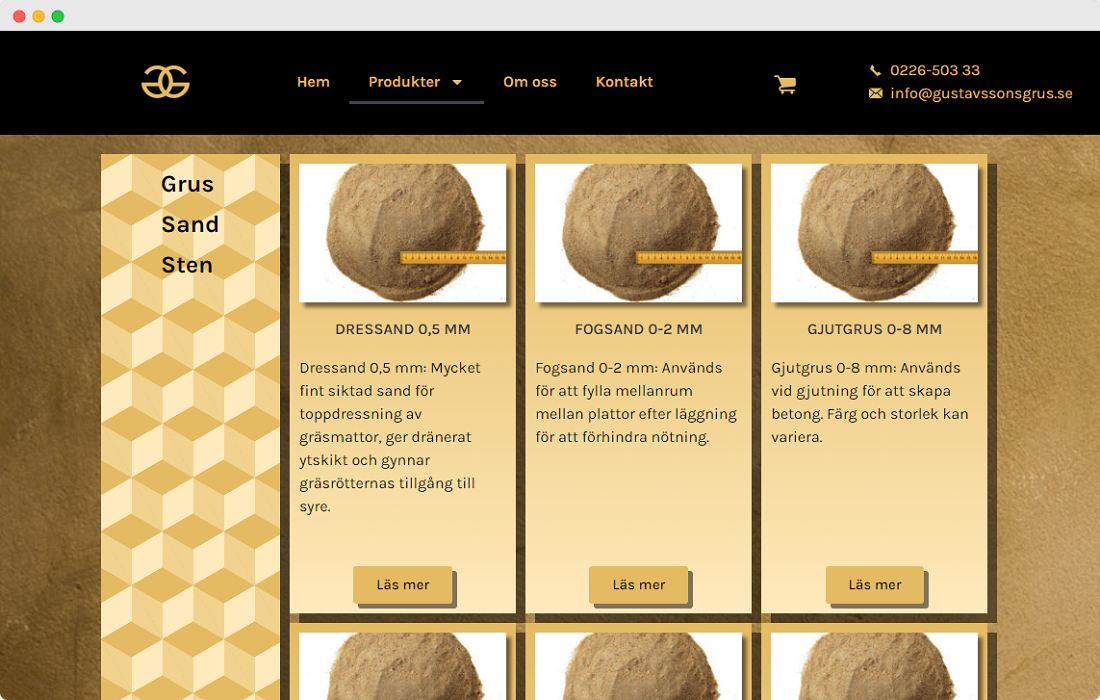 Hem
Produkter
Om oss
Kontakt
0226-503 33
info@gustavssonsgrus.se
Grus
Sand
Sten
DRESSAND 0,5 MM
Dressand 0,5 mm: Mycket
fint siktad sand för
toppdressning av
gräsmattor, ger dränerat
ytskikt och gynnar
gräsrötternas tillgång till
syre.
Läs mer
FOGSAND 0-2 MM
Fogsand 0-2 mm: Används
för att fylla mellanrum
mellan plattor efter läggning
för att förhindra nötning.
Läs mer
GJUTGRUS 0-8 MM
Gjutgrus 0-8 mm: Används
vid gjutning för att skapa
betong. Färg och storlek kan
variera.
Läs mer